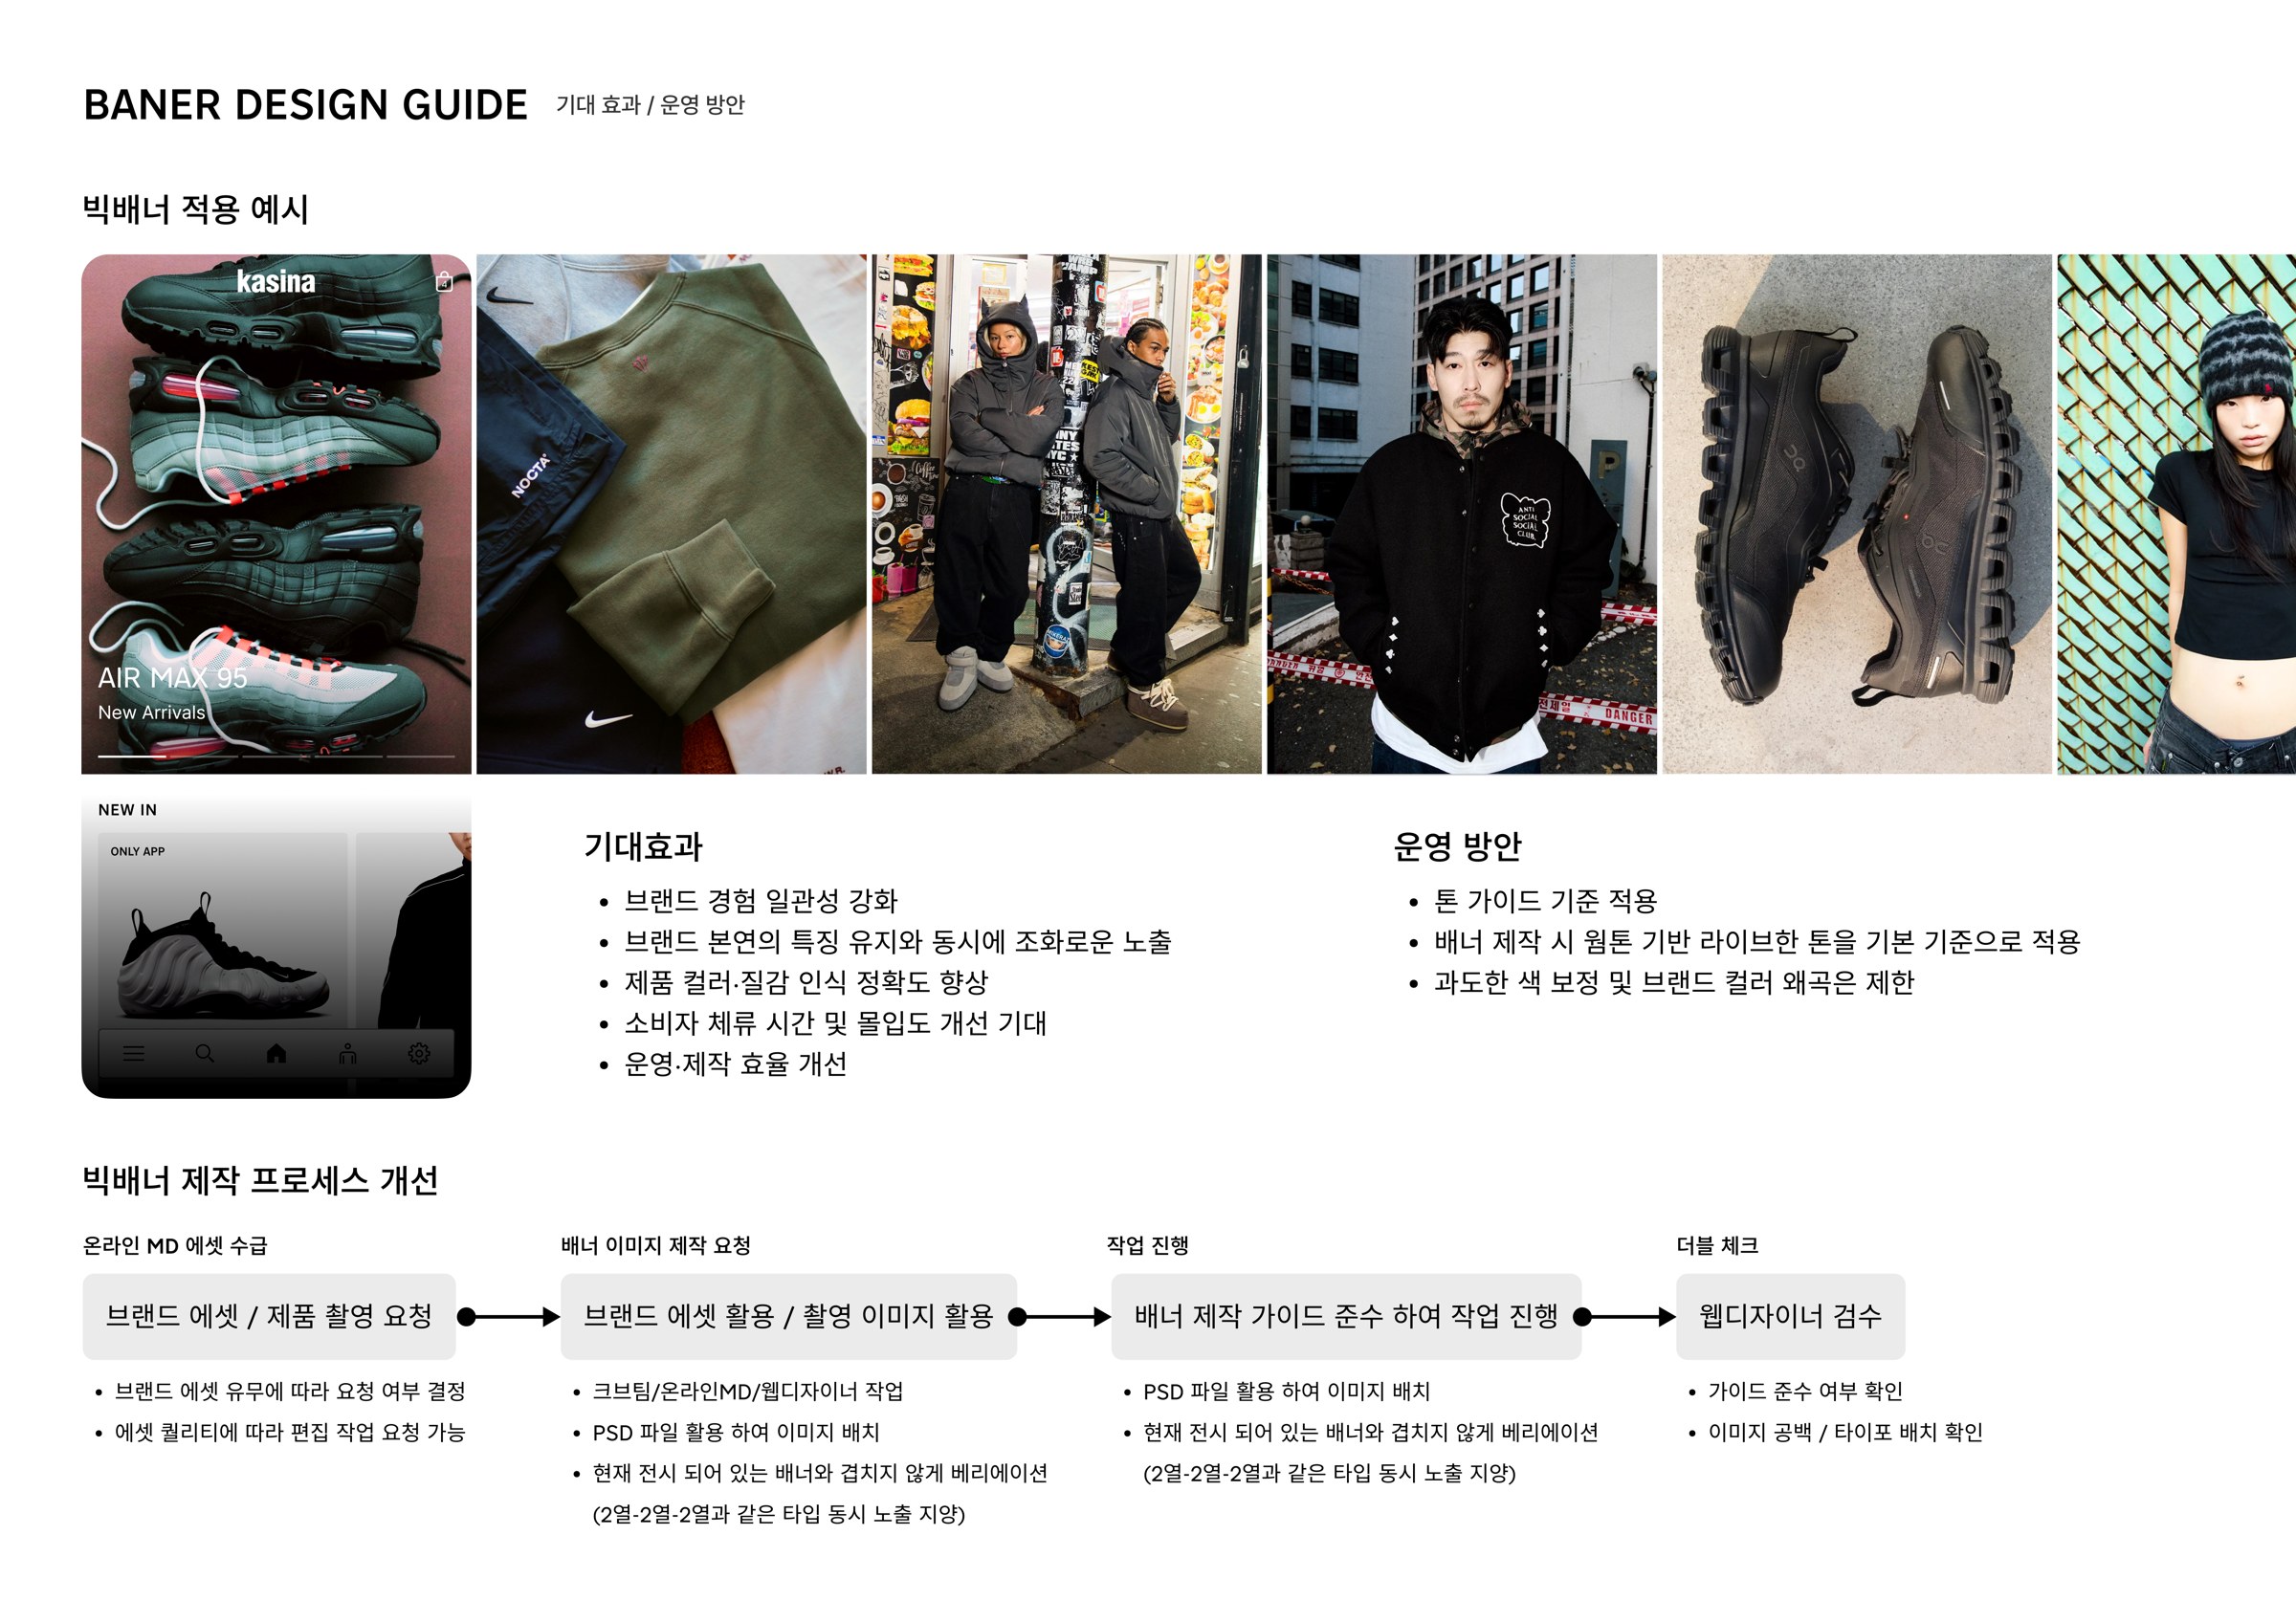 BANER DESIGN GUIDE
기대 효과 / 운영 방안
빅배너 적용 예시
kasina
4
AIR MAX 95
New Arrivals
NOCTA
ANTI
SOCIAL
SOCIAL
CLUB
P
전제일
DANGER
NEW IN
ONLY APP
기대효과
• 브랜드 경험 일관성 강화
• 브랜드 본연의 특징 유지와 동시에 조화로운 노출
• 제품 컬러·질감 인식 정확도 향상
• 소비자 체류 시간 및 몰입도 개선 기대
• 운영·제작 효율 개선
운영 방안
• 톤 가이드 기준 적용
• 배너 제작 시 웜톤 기반 라이브한 톤을 기본 기준으로 적용
• 과도한 색 보정 및 브랜드 컬러 왜곡은 제한
빅배너 제작 프로세스 개선
온라인 MD 에셋 수급
브랜드 에셋 / 제품 촬영 요청
• 브랜드 에셋 유무에 따라 요청 여부 결정
• 에셋 퀄리티에 따라 편집 작업 요청 가능
배너 이미지 제작 요청
브랜드 에셋 활용 / 촬영 이미지 활용
• 크브팀/온라인MD/웹디자이너 작업
• PSD 파일 활용 하여 이미지 배치
• 현재 전시 되어 있는 배너와 겹치지 않게 베리에이션
(2열-2열-2열과 같은 타입 동시 노출 지양)
작업 진행
배너 제작 가이드 준수 하여 작업 진행
• PSD 파일 활용 하여 이미지 배치
• 현재 전시 되어 있는 배너와 겹치지 않게 베리에이션
(2열-2열-2열과 같은 타입 동시 노출 지양)
더블 체크
웹디자이너 검수
• 가이드 준수 여부 확인
• 이미지 공백 / 타이포 배치 확인